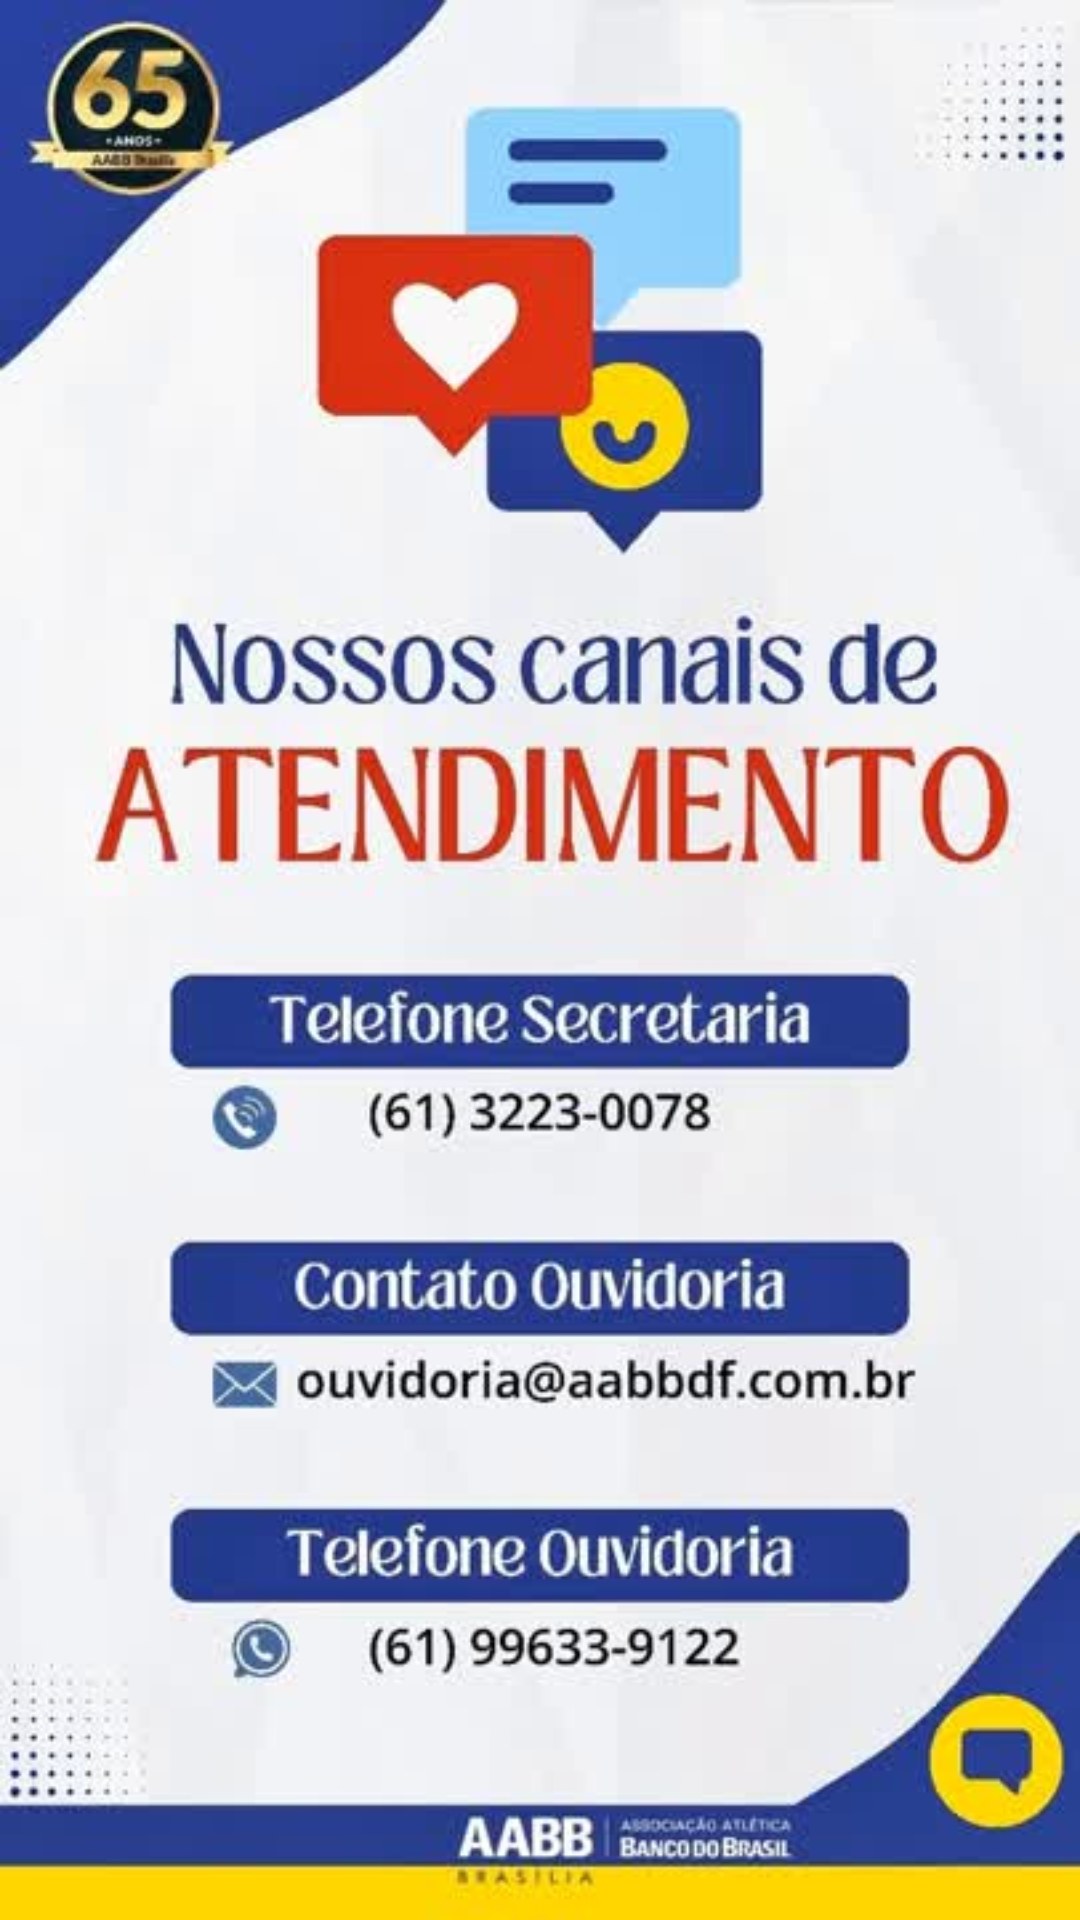 65
•ANOS•
AABB Brasília
Nossos canais de
ATENDIMENTO
Telefone Secretaria
(61) 3223-0078
Contato Ouvidoria
ouvidoria@aabbdf.com.br
Telefone Ouvidoria
(61) 99633-9122
AABB
ASSOCIAÇÃO ATLÉTICA
BANCO DO BRASIL
BRASÍLIA